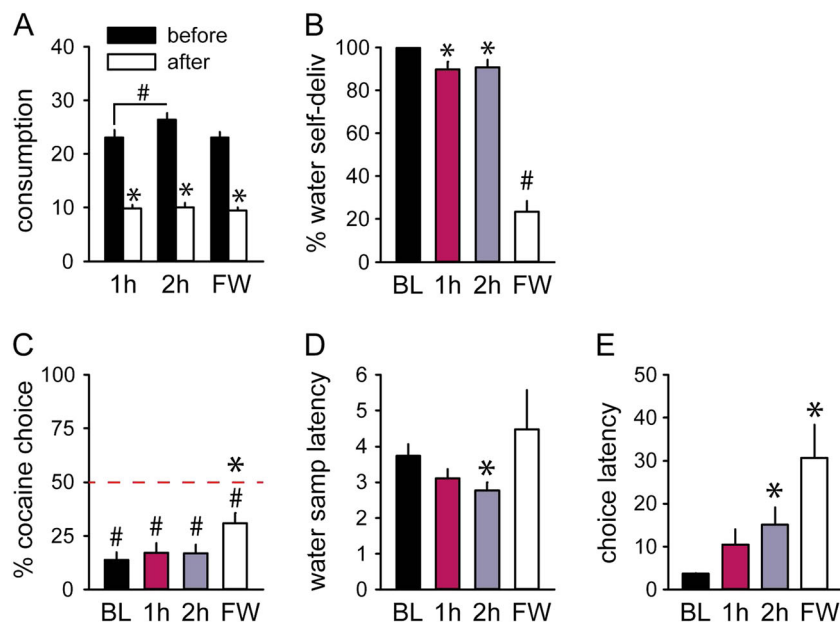 A
before
after
consumption
40
30
20
10
0
#
* * *
1h 2h FW
B
% water self-deliv
100
80
60
40
20
0
* *
#
BL 1h 2h FW
C
% cocaine choice
100
75
50
25
0
*
# # # #
BL 1h 2h FW
D
water samp latency
6
5
4
3
2
1
0
*
BL 1h 2h FW
E
choice latency
50
40
30
20
10
0
*
*
BL 1h 2h FW